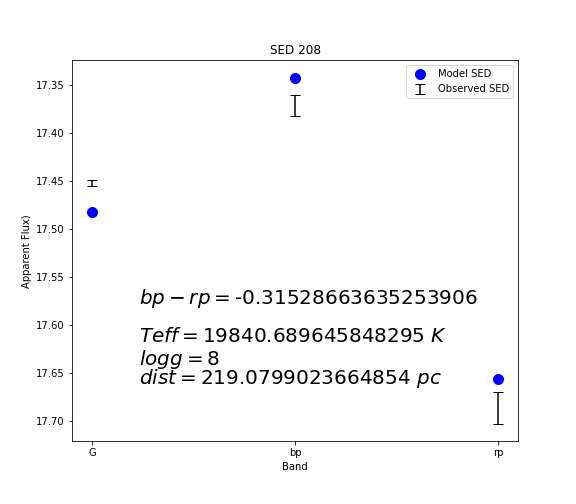 SED 208
Model SED
Observed SED
17.35
17.40
17.45
17.50
17.55
17.60
17.65
17.70
Apparent Flux)
bp − rp = -0.31528663635253906
Teff = 19840.689645848295 K
logg = 8
dist = 219.0799023664854 pc
G bp rp
Band